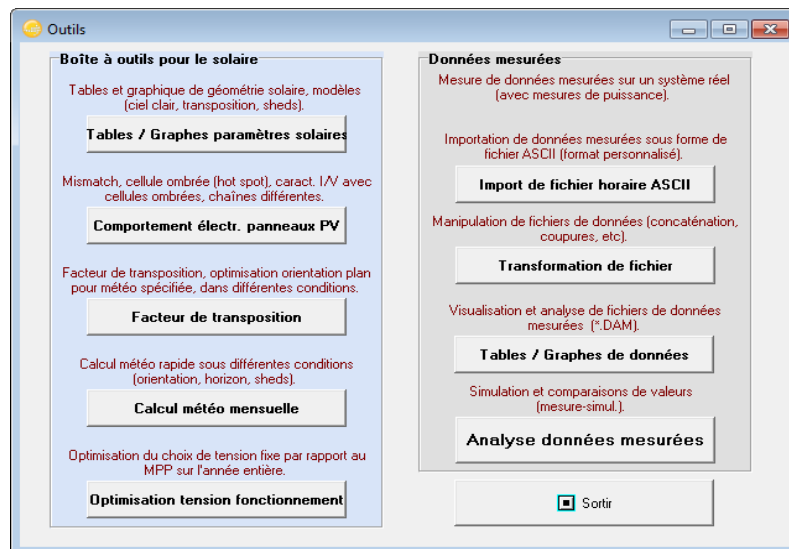 Outils
Boîte à outils pour le solaire
Tables et graphique de géométrie solaire, modèles
(ciel clair, transposition, sheds).
Tables / Graphes paramètres solaires
Mismatch, cellule ombrée (hot spot), caract. I/V avec
cellules ombrées, chaînes différentes.
Comportement électr. panneaux PV
Facteur de transposition, optimisation orientation plan
pour météo spécifiée, dans différentes conditions.
Facteur de transposition
Calcul météo rapide sous différentes conditions
(orientation, horizon, sheds).
Calcul météo mensuelle
Optimisation du choix de tension fixe par rapport au
MPP sur l'année entière.
Optimisation tension fonctionnement
Données mesurées
Mesure de données mesurées sur un système réel
(avec mesures de puissance).
Importation de données mesurées sous forme de
fichier ASCII (format personnalisé).
Import de fichier horaire ASCII
Manipulation de fichiers de données (concaténation,
coupures, etc).
Transformation de fichier
Visualisation et analyse de fichiers de données
mesurées (*.DAM).
Tables / Graphes de données
Simulation et comparaisons de valeurs
(mesure-simul.).
Analyse données mesurées
Sortir